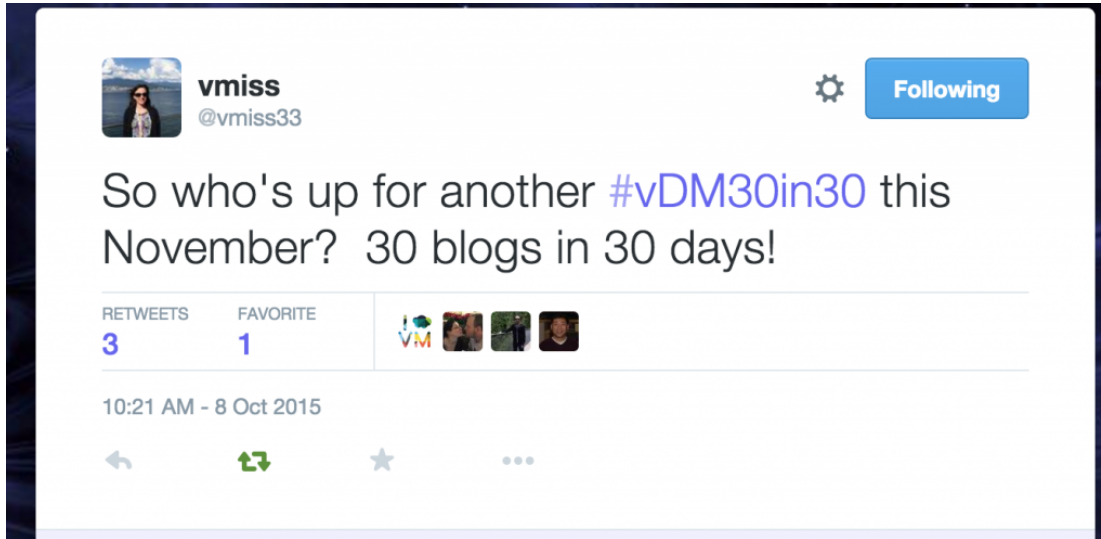 vmiss
@vmiss33
Following
So who's up for another #vDM30in30 this
November?  30 blogs in 30 days!
RETWEETS
3
FAVORITE
1
I
VM
10:21 AM - 8 Oct 2015